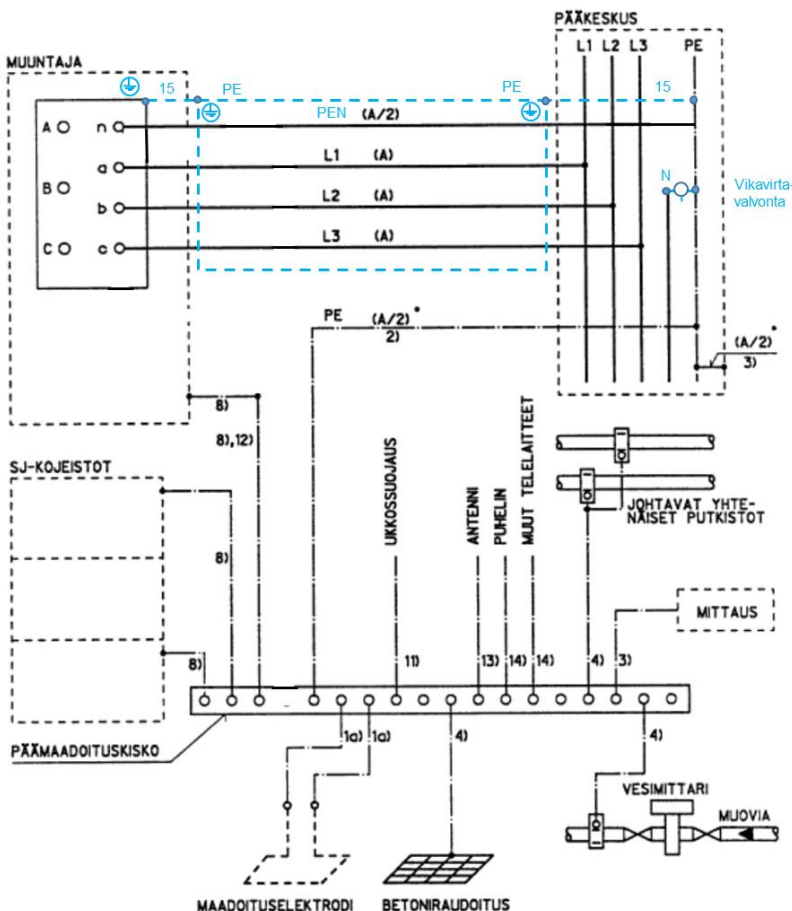 PÄÄKESKUS
L1 L2 L3 PE
MUUNTAJA
15 PE PE 15
A n PEN (A/2)
a L1 (A)
B b L2 (A)
C c L3 (A)
N Vikavirta-
valvonta
PE (A/2)*
2)
(A/2)*
3)
8)
8),12)
SJ-KOJEISTOT
8)
8)
UKKOSSUOJAUS
ANTENNI
PUHELIN
MUUT TELELAITTEET
JOHTAVAT YHTE-
NÄISET PUTKISTOT
MITTAUS
11) 13) 14) 14) 4) 3)
PÄÄMAADOITUSKISKO
1a) 1a) 4) 4)
VESIMITTARI
MUOVIA
MAADOITUSELEKTRODI BETONIRAUDOITUS